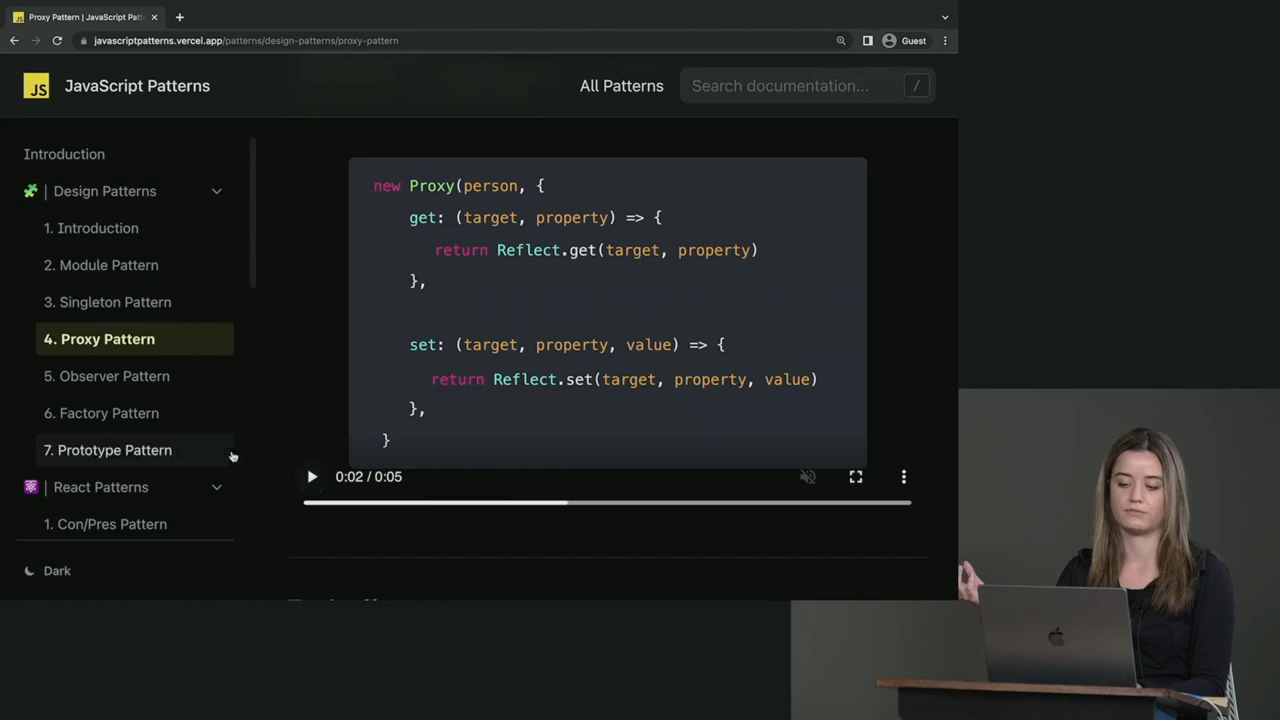 Proxy Pattern | JavaScript Patt
javascriptpatterns.vercel.app/patterns/design-patterns/proxy-pattern
Guest
JS
JavaScript Patterns
All Patterns
Search documentation...
/
Introduction
| Design Patterns
1. Introduction
2. Module Pattern
3. Singleton Pattern
4. Proxy Pattern
5. Observer Pattern
6. Factory Pattern
7. Prototype Pattern
| React Patterns
1. Con/Pres Pattern
Dark
new Proxy(person, {
get: (target, property) => {
return Reflect.get(target, property)
},
set: (target, property, value) => {
return Reflect.set(target, property, value)
},
}
0:02 / 0:05